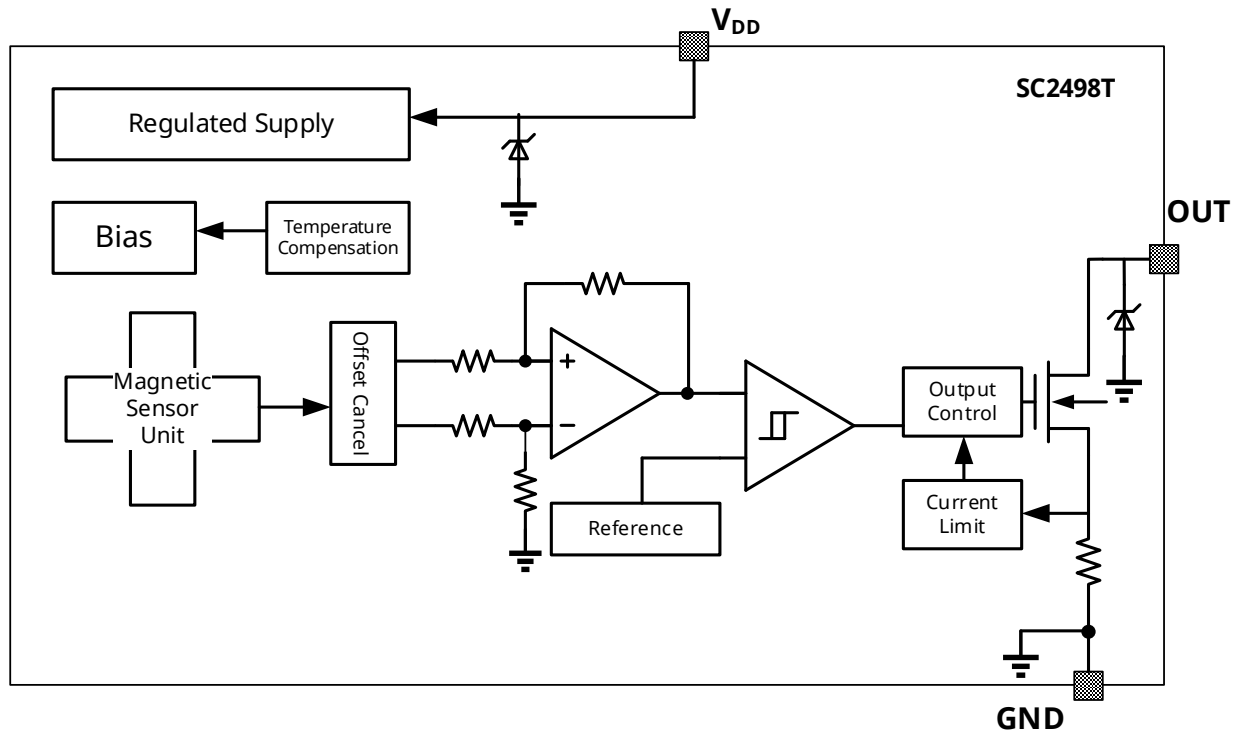 VDD
SC2498T
Regulated Supply
OUT
Bias
Temperature
Compensation
Magnetic
Sensor
Unit
Offset Cancel
+
−
Output
Control
Reference
Current
Limit
GND